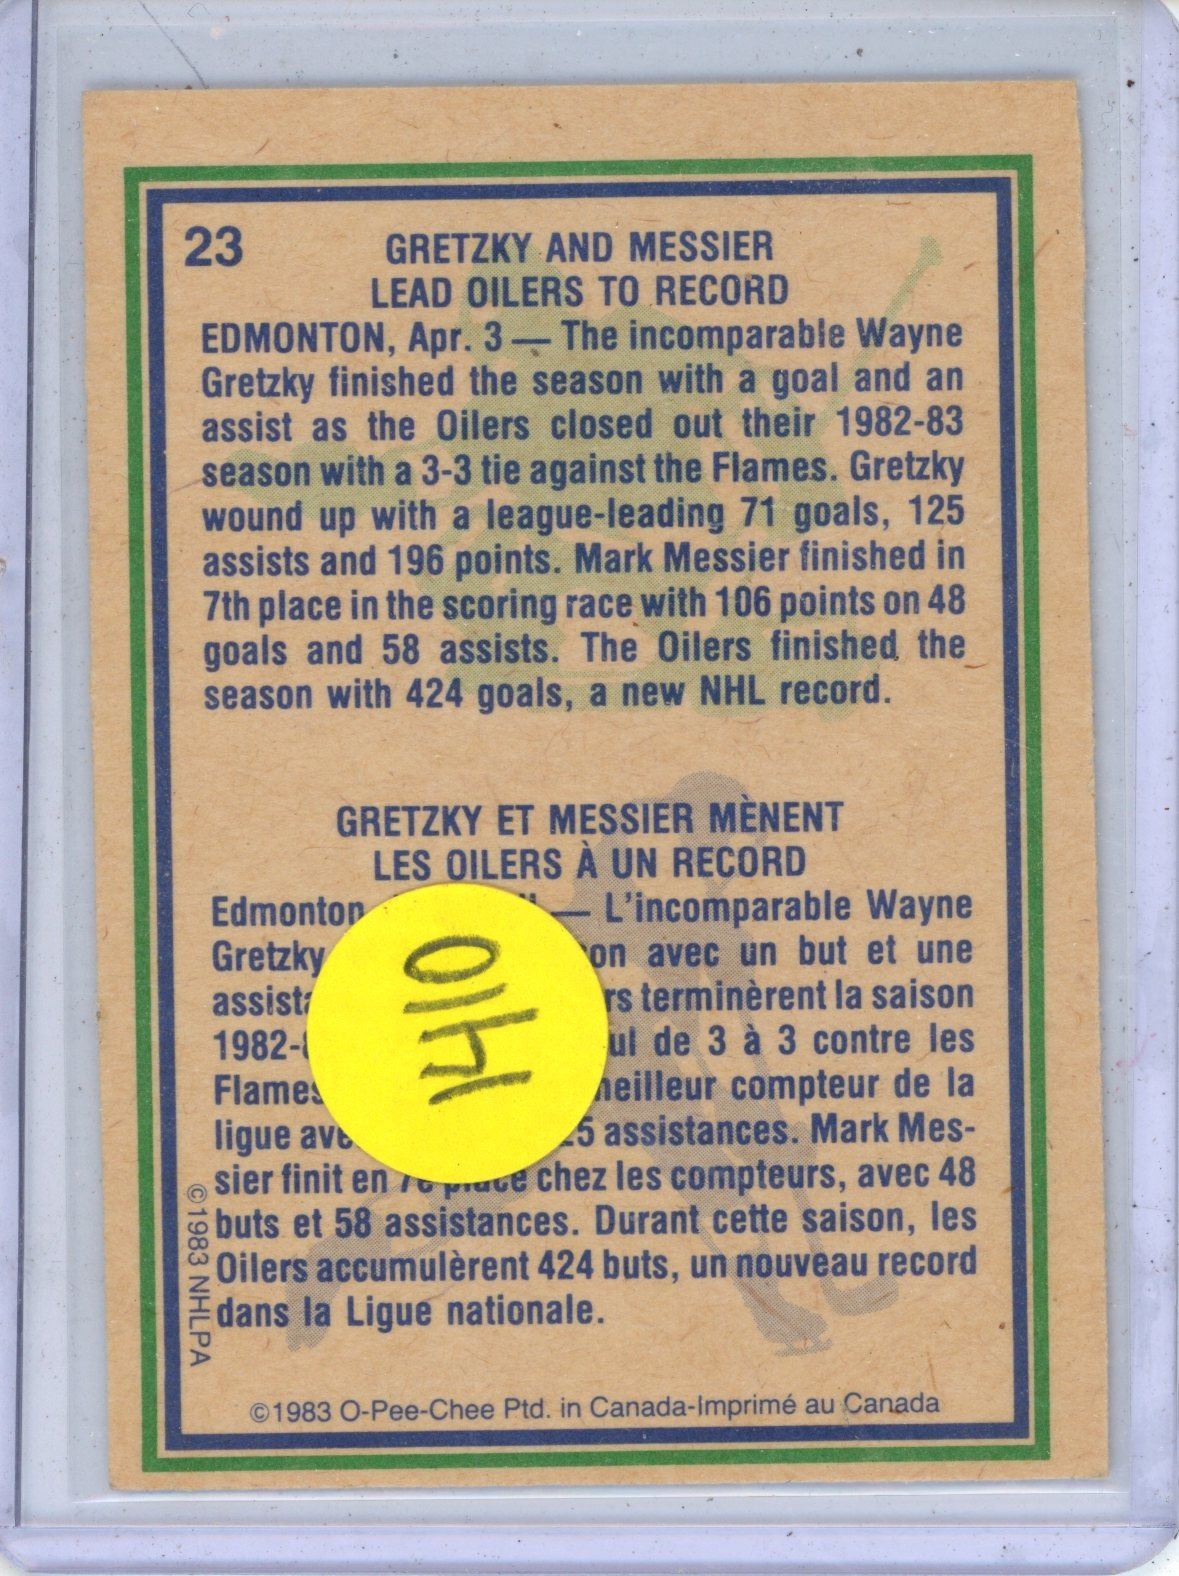 23
GRETZKY AND MESSIER
LEAD OILERS TO RECORD
EDMONTON, Apr. 3 — The incomparable Wayne
Gretzky finished the season with a goal and an
assist as the Oilers closed out their 1982-83
season with a 3-3 tie against the Flames. Gretzky
wound up with a league-leading 71 goals, 125
assists and 196 points. Mark Messier finished in
7th place in the scoring race with 106 points on 48
goals and 58 assists. The Oilers finished the
season with 424 goals, a new NHL record.
GRETZKY ET MESSIER MÈNENT
LES OILERS À UN RECORD
Edmonton — L'incomparable Wayne
Gretzky avec un but et une
terminèrent la saison
de 3 à 3 contre les
compteur de la
ligue assistances. Mark Mes-
sier finit en 7e place chez les compteurs, avec 48
buts et 58 assistances. Durant cette saison, les
Oilers accumulèrent 424 buts, un nouveau record
dans la Ligue nationale.
©1983 NHLPA
©1983 O-Pee-Chee Ptd. in Canada-Imprimé au Canada